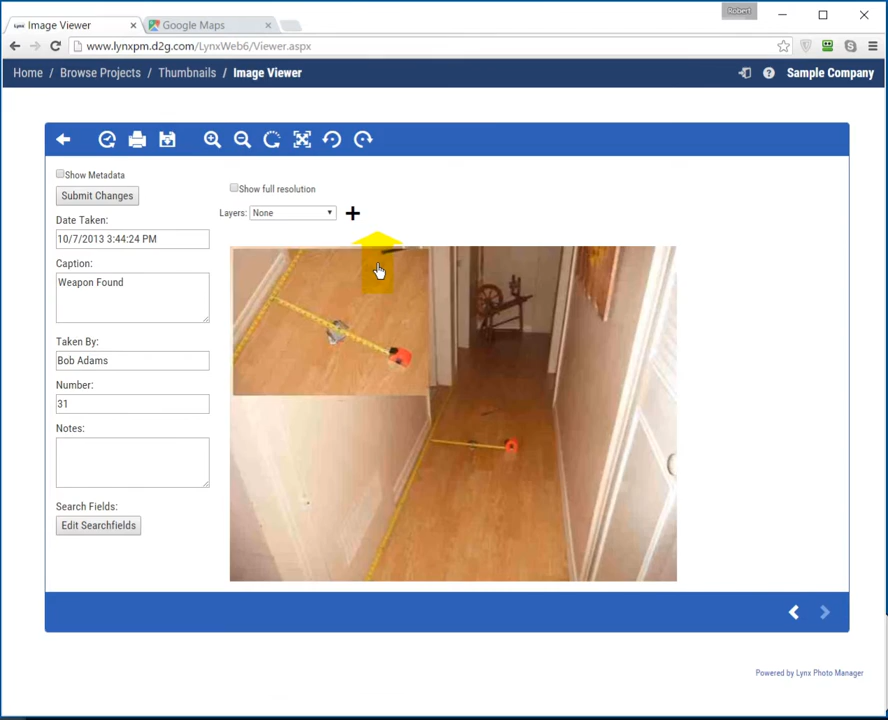 Robert
Lynx Image Viewer
Google Maps
www.lynxpm.d2g.com/LynxWeb6/Viewer.aspx
Home / Browse Projects / Thumbnails / Image Viewer
Sample Company
Show Metadata
Submit Changes
Show full resolution
Layers: None
Date Taken:
10/7/2013 3:44:24 PM
Caption:
Weapon Found
Taken By:
Bob Adams
Number:
31
Notes:
Search Fields:
Edit Searchfields
Powered by Lynx Photo Manager